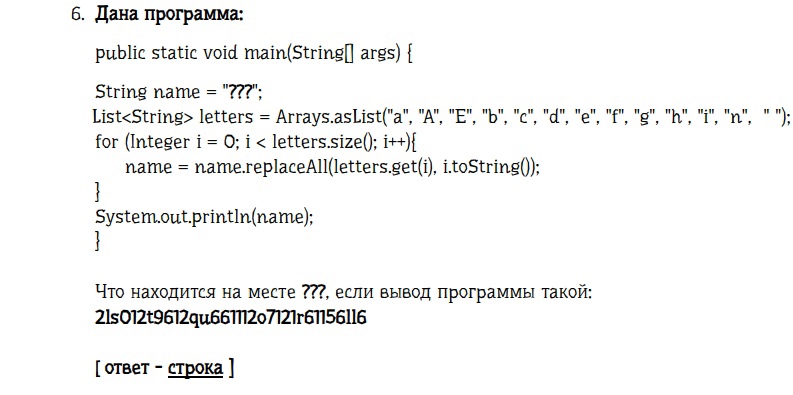 6. Дана программа:
public static void main(String[] args) {
String name = "???";
List<String> letters = Arrays.asList("a", "A", "E", "b", "c", "d", "e", "f", "g", "h", "i", "n",  " ");
for (Integer i = 0; i < letters.size(); i++){
name = name.replaceAll(letters.get(i), i.toString());
}
System.out.println(name);
}
Что находится на месте ???, если вывод программы такой:
2ls012t9612qu661112o7121r61156ll6
[ ответ - строка ]